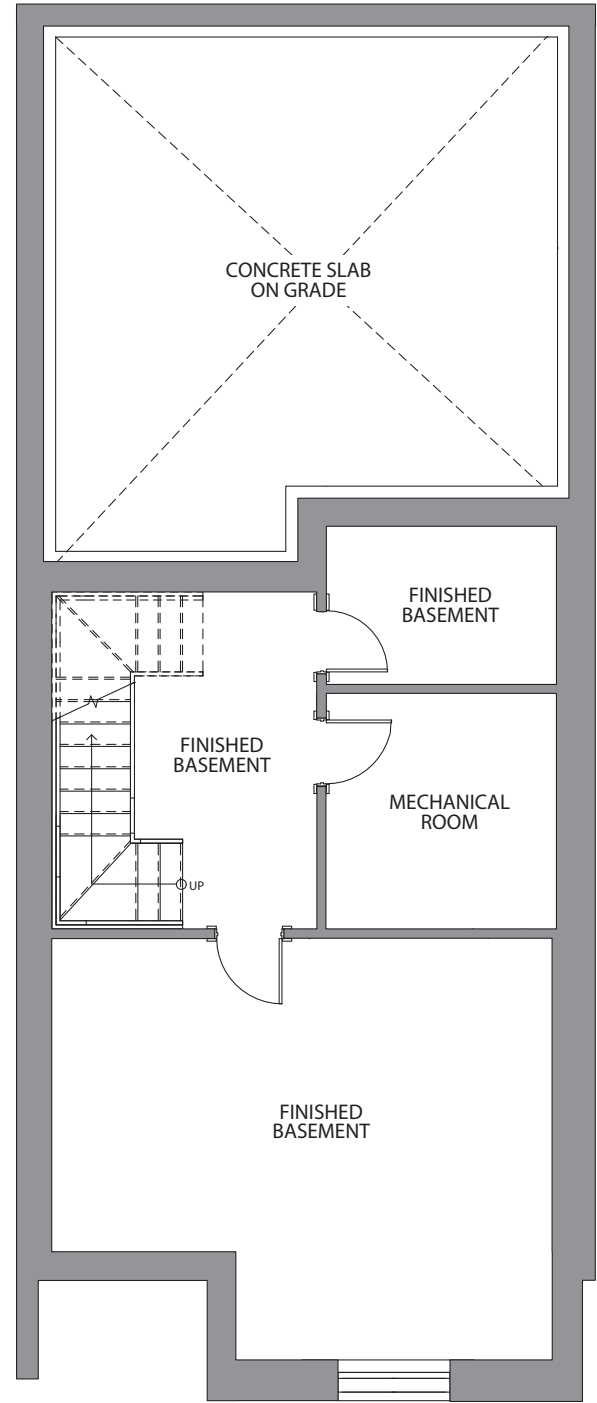 CONCRETE SLAB
ON GRADE
FINISHED
BASEMENT
FINISHED
BASEMENT
MECHANICAL
ROOM
UP
FINISHED
BASEMENT